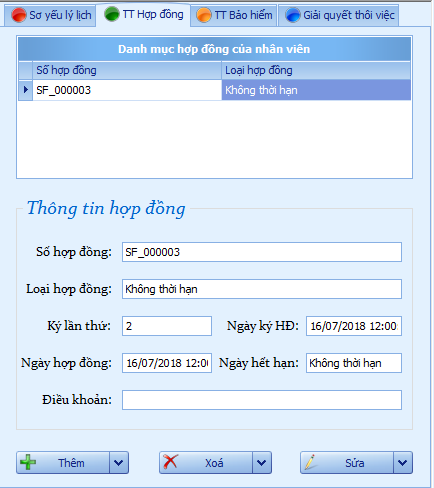 Sơ yếu lý lịch TT Hợp đồng TT Bảo hiểm Giải quyết thôi việc
Danh mục hợp đồng của nhân viên
Số hợp đồng Loại hợp đồng
SF_000003 Không thời hạn
Thông tin hợp đồng
Số hợp đồng: SF_000003
Loại hợp đồng: Không thời hạn
Ký lần thứ: 2 Ngày ký HĐ: 16/07/2018 12:00
Ngày hợp đồng: 16/07/2018 12:00 Ngày hết hạn: Không thời hạn
Điều khoản:
Thêm Xoá Sửa